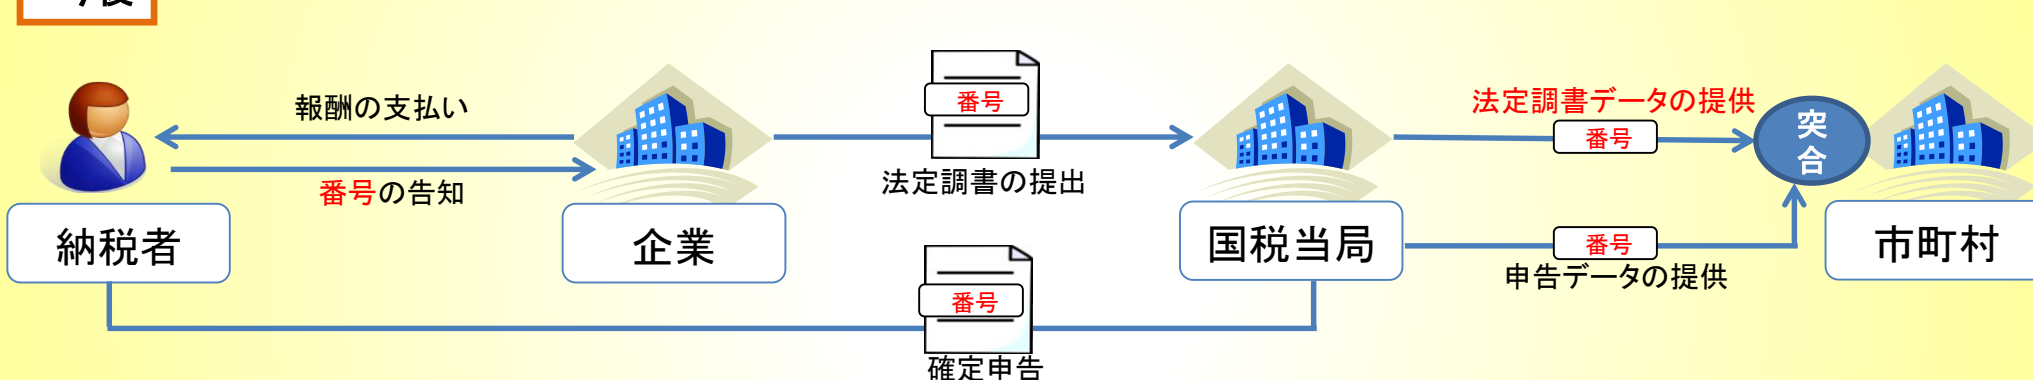 報酬の支払い
番号の告知
納税者
企業
番号
法定調書の提出
番号
確定申告
国税当局
法定調書データの提供
番号
突
合
番号
申告データの提供
市町村